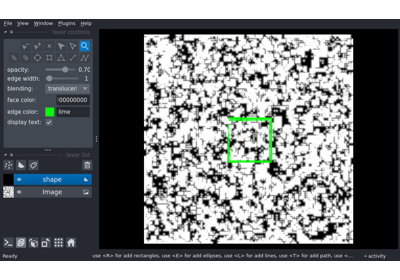 File View Window Plugins Help
layer controls
opacity: 0.70
edge width: 1
blending: translucen
face color: 00000000
edge color: lime
display text:
layer list
shape
Image
Ready use <R> for add rectangles, use <E> for add ellipses, use <L> for add lines, use <T> for add path, use <... activity